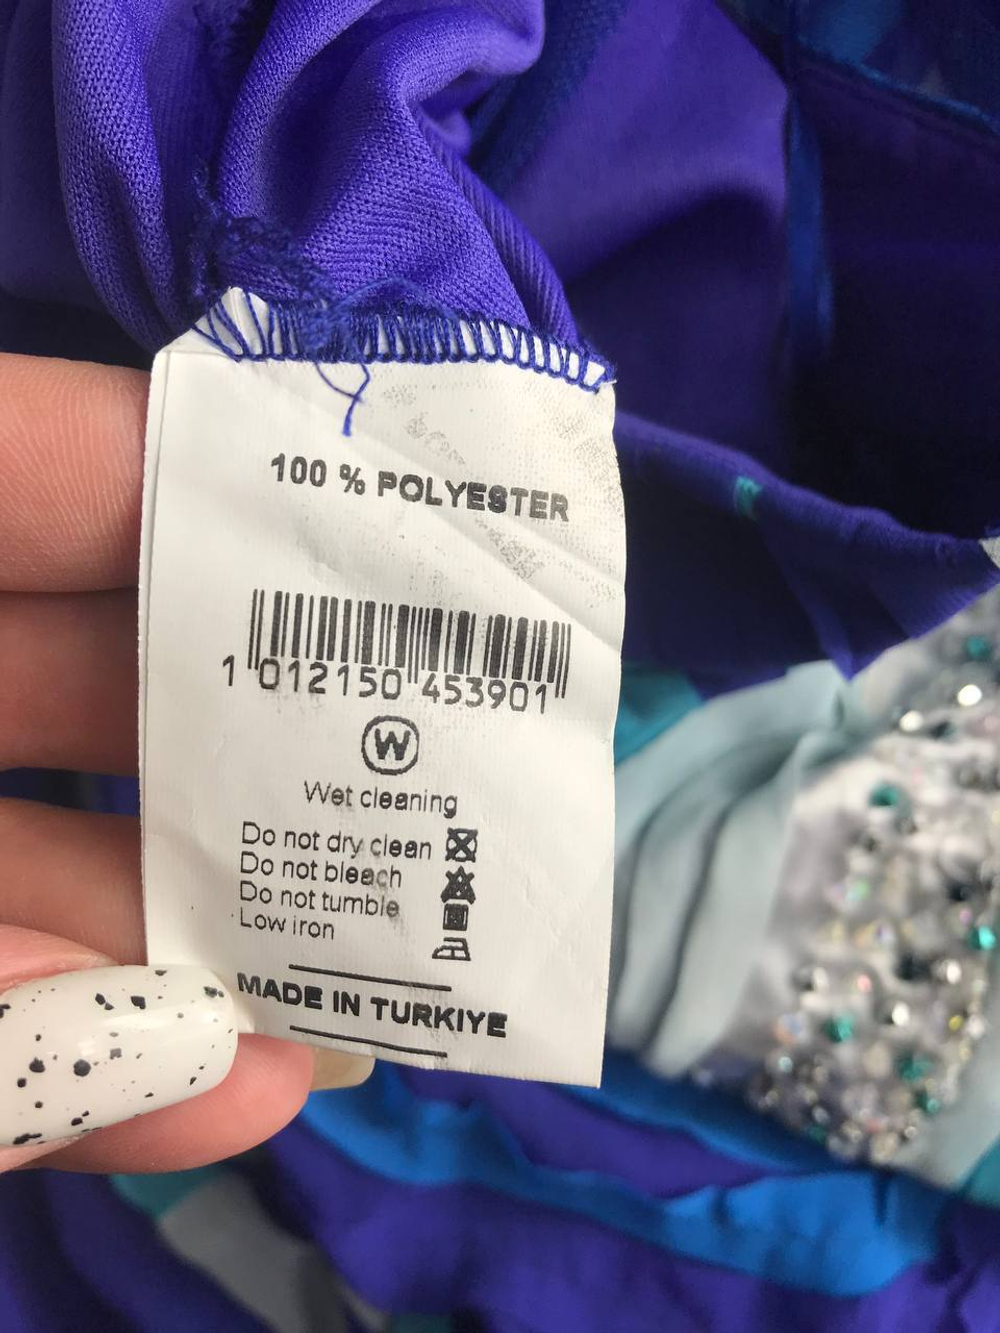 100 % POLYESTER
1 012150 453901
W
Wet cleaning
Do not dry clean
Do not bleach
Do not tumble
Low iron
MADE IN TURKIYE